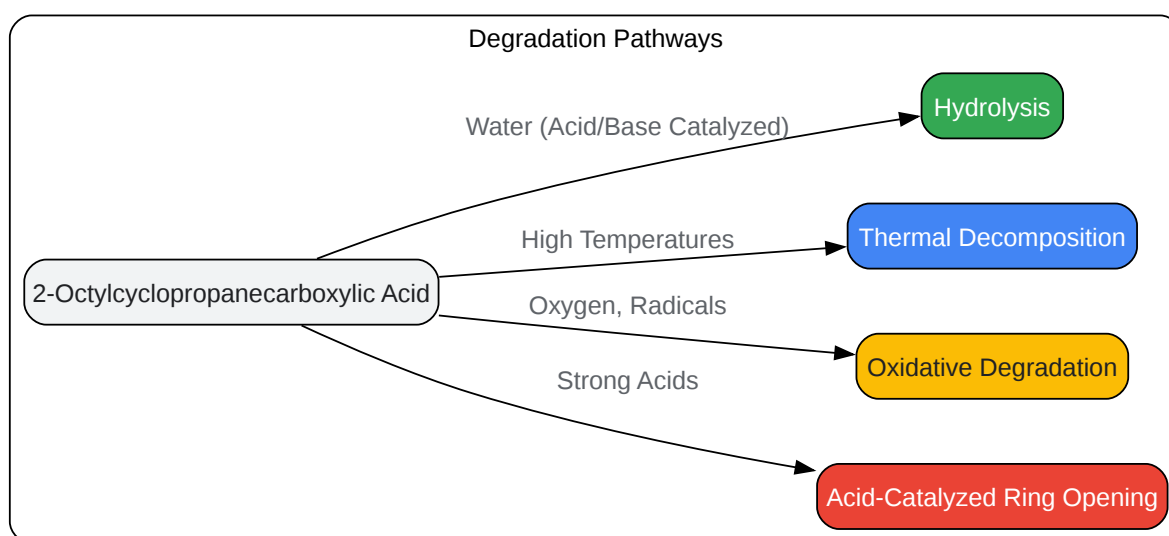 Degradation Pathways
Water (Acid/Base Catalyzed)
Hydrolysis
High Temperatures
Thermal Decomposition
2-Octylcyclopropanecarboxylic Acid
Oxygen, Radicals
Oxidative Degradation
Strong Acids
Acid-Catalyzed Ring Opening